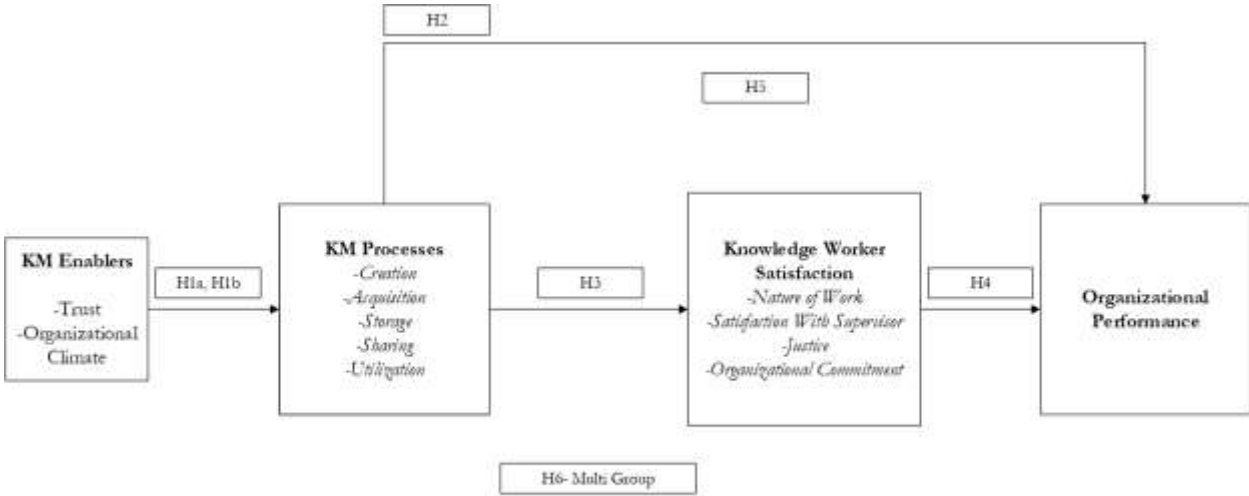 H2
H5
KM Enablers
-Trust
-Organizational
Climate
H1a, H1b
KM Processes
-Creation
-Acquisition
-Storage
-Sharing
-Utilization
H3
Knowledge Worker
Satisfaction
-Nature of Work
-Satisfaction With Supervisor
-Justice
-Organizational Commitment
H4
Organizational
Performance
H6- Multi Group